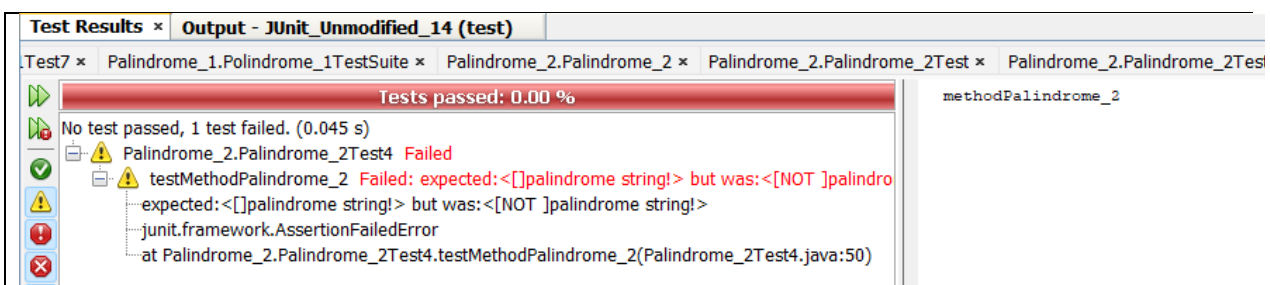 Test Results × Output - JUnit_Unmodified_14 (test)
.Test7 × Palindrome_1.Polindrome_1TestSuite × Palindrome_2.Palindrome_2 × Palindrome_2.Palindrome_2Test × Palindrome_2.Palindrome_2Test
Tests passed: 0.00 % methodPalindrome_2
No test passed, 1 test failed. (0.045 s)
Palindrome_2.Palindrome_2Test4 Failed
testMethodPalindrome_2 Failed: expected:<[]palindrome string!> but was:<[NOT ]palindro
expected:<[]palindrome string!> but was:<[NOT ]palindrome string!>
junit.framework.AssertionFailedError
at Palindrome_2.Palindrome_2Test4.testMethodPalindrome_2(Palindrome_2Test4.java:50)